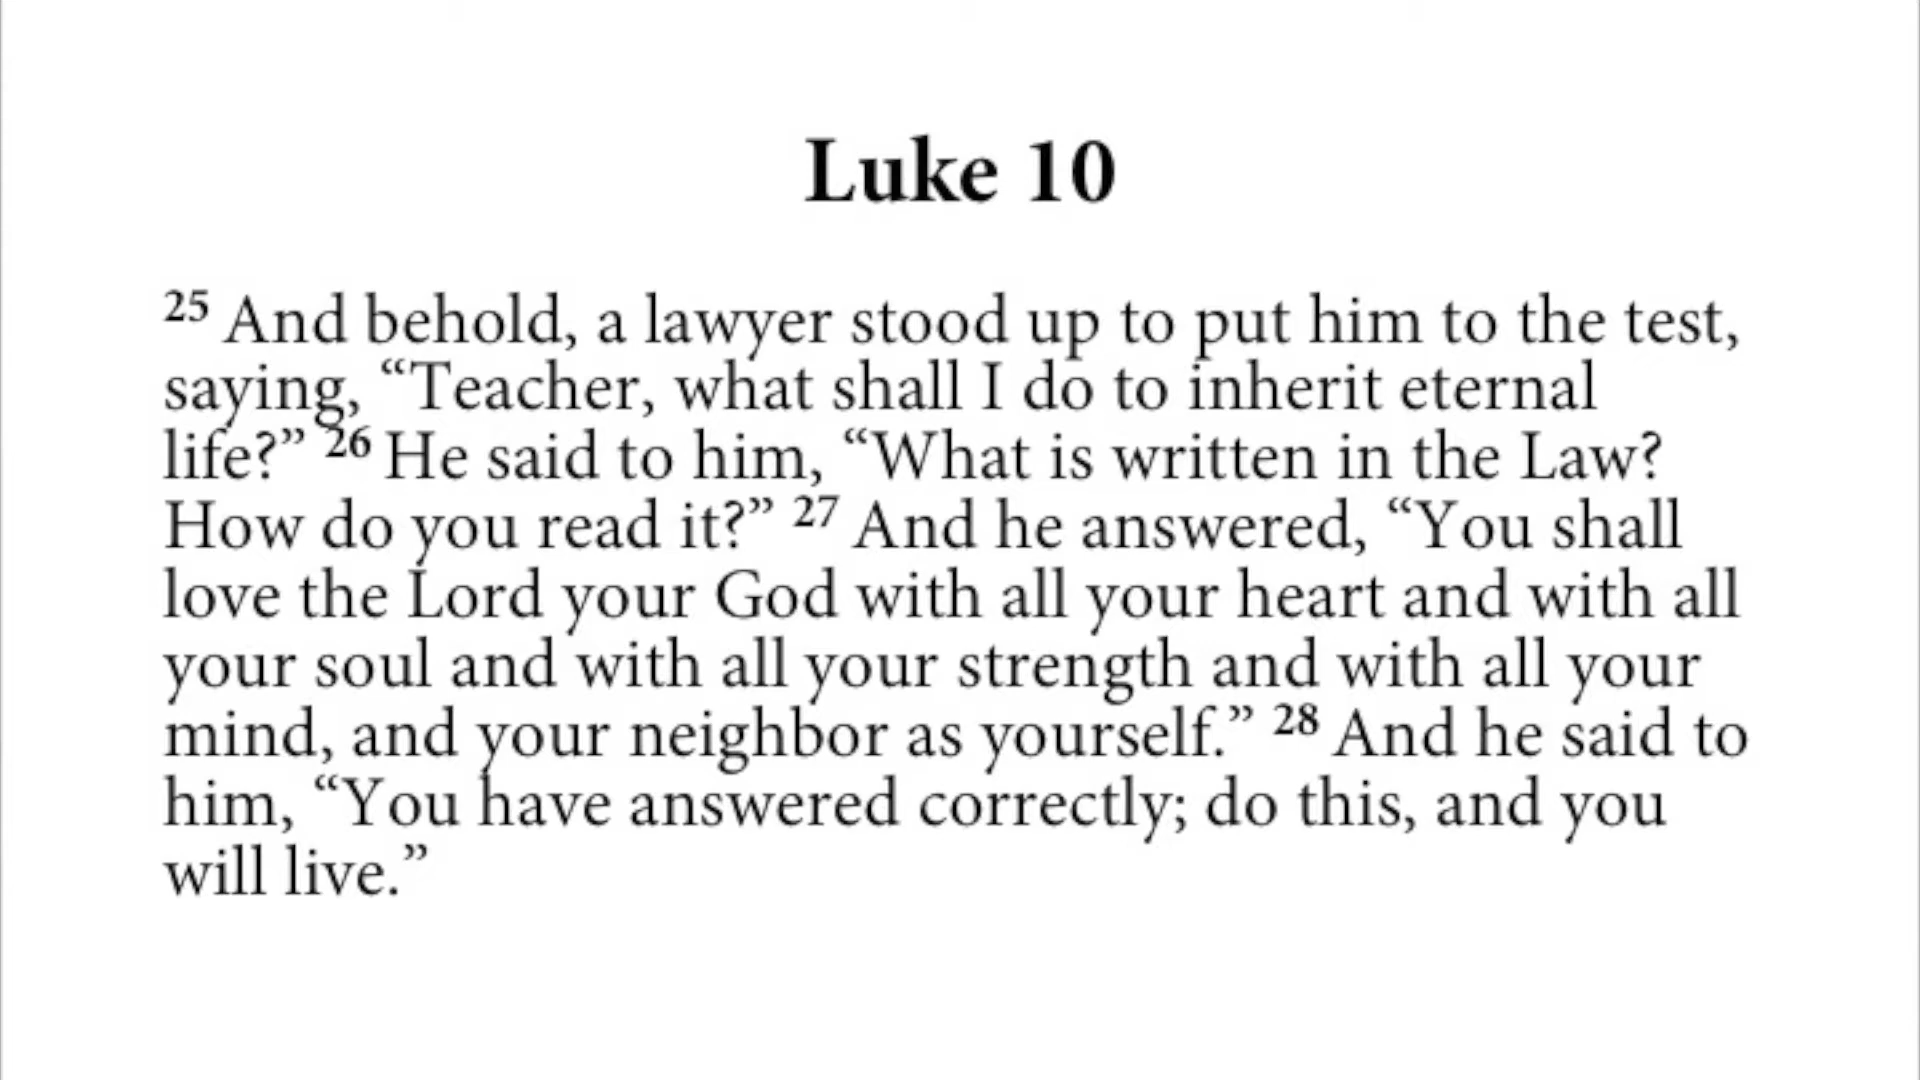 Luke 10
25 And behold, a lawyer stood up to put him to the test,
saying, “Teacher, what shall I do to inherit eternal
life?” 26 He said to him, “What is written in the Law?
How do you read it?” 27 And he answered, “You shall
love the Lord your God with all your heart and with all
your soul and with all your strength and with all your
mind, and your neighbor as yourself.” 28 And he said to
him, “You have answered correctly; do this, and you
will live.”